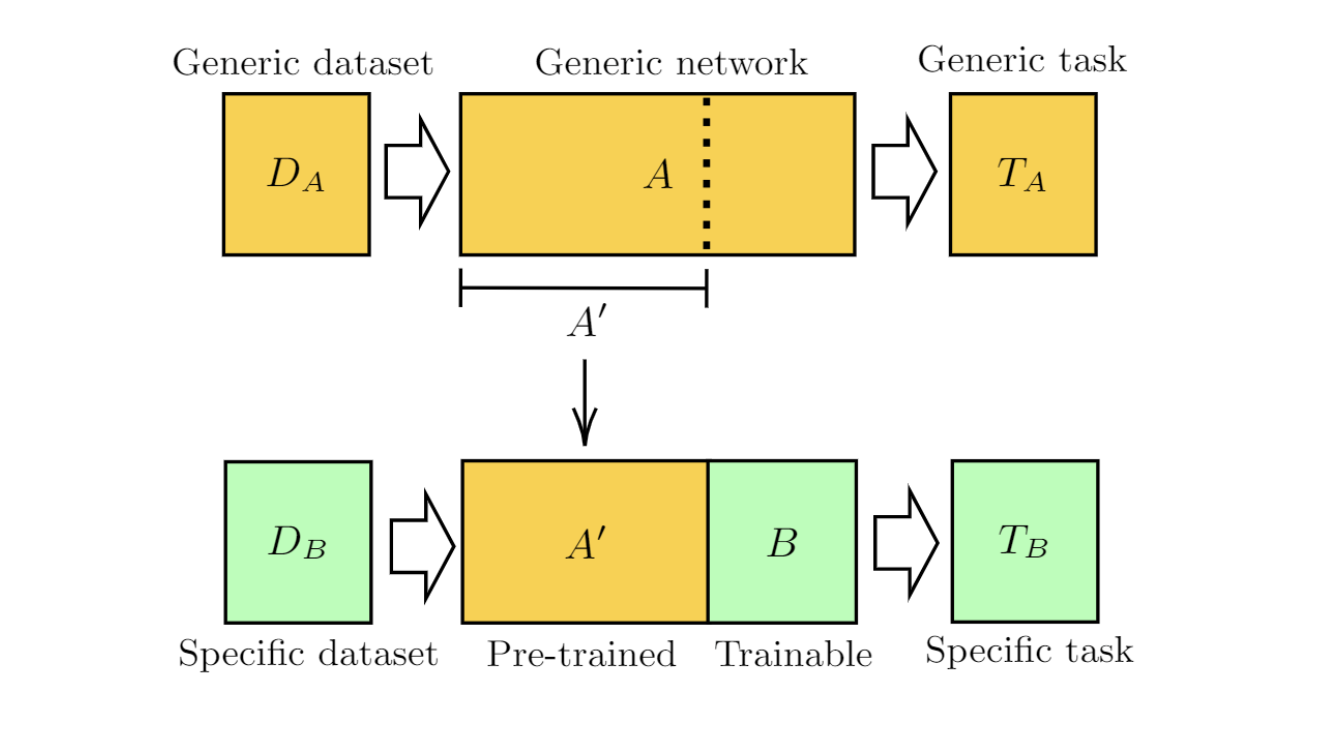 Generic dataset
Generic network
Generic task
D_A
A
T_A
A′
D_B
A′
B
T_B
Specific dataset
Pre-trained
Trainable
Specific task